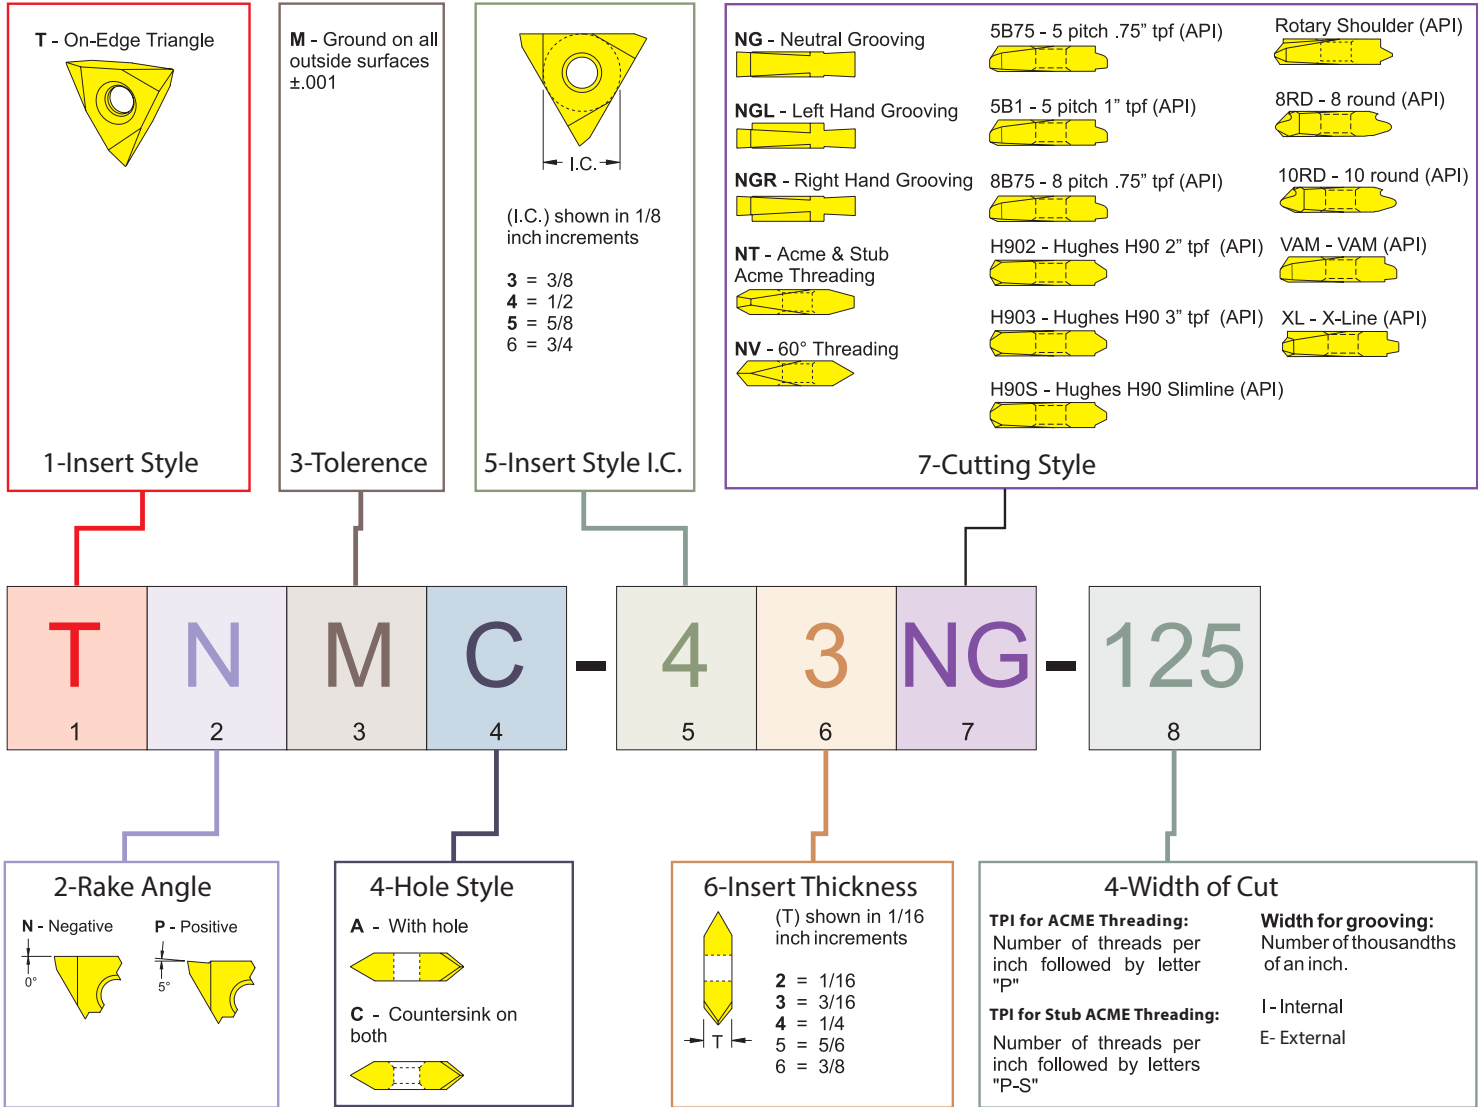 T - On-Edge Triangle
1-Insert Style
M - Ground on all
outside surfaces
±.001
3-Tolerence
I.C.
(I.C.) shown in 1/8
inch increments
3 = 3/8
4 = 1/2
5 = 5/8
6 = 3/4
5-Insert Style I.C.
NG - Neutral Grooving
NGL - Left Hand Grooving
NGR - Right Hand Grooving
NT - Acme & Stub
Acme Threading
NV - 60° Threading
5B75 - 5 pitch .75” tpf (API)
5B1 - 5 pitch 1” tpf (API)
8B75 - 8 pitch .75” tpf (API)
H902 - Hughes H90 2” tpf (API)
H903 - Hughes H90 3” tpf (API)
H90S - Hughes H90 Slimline (API)
Rotary Shoulder (API)
8RD - 8 round (API)
10RD - 10 round (API)
VAM - VAM (API)
XL - X-Line (API)
7-Cutting Style
T N M C - 4 3 NG - 125
1 2 3 4 5 6 7 8
2-Rake Angle
N - Negative
0°
P - Positive
5°
4-Hole Style
A - With hole
C - Countersink on
both
6-Insert Thickness
T
(T) shown in 1/16
inch increments
2 = 1/16
3 = 3/16
4 = 1/4
5 = 5/6
6 = 3/8
4-Width of Cut
TPI for ACME Threading:
Number of threads per
inch followed by letter
"P"
TPI for Stub ACME Threading:
Number of threads per
inch followed by letters
"P-S"
Width for grooving:
Number of thousandths
of an inch.
I - Internal
E- External